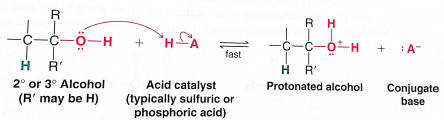 R H
C C O H + H A fast C C O+ H + :A−
H R' H R'
2° or 3° Alcohol
(R' may be H)
Acid catalyst
(typically sulfuric or
phosphoric acid)
Protonated alcohol
Conjugate
base